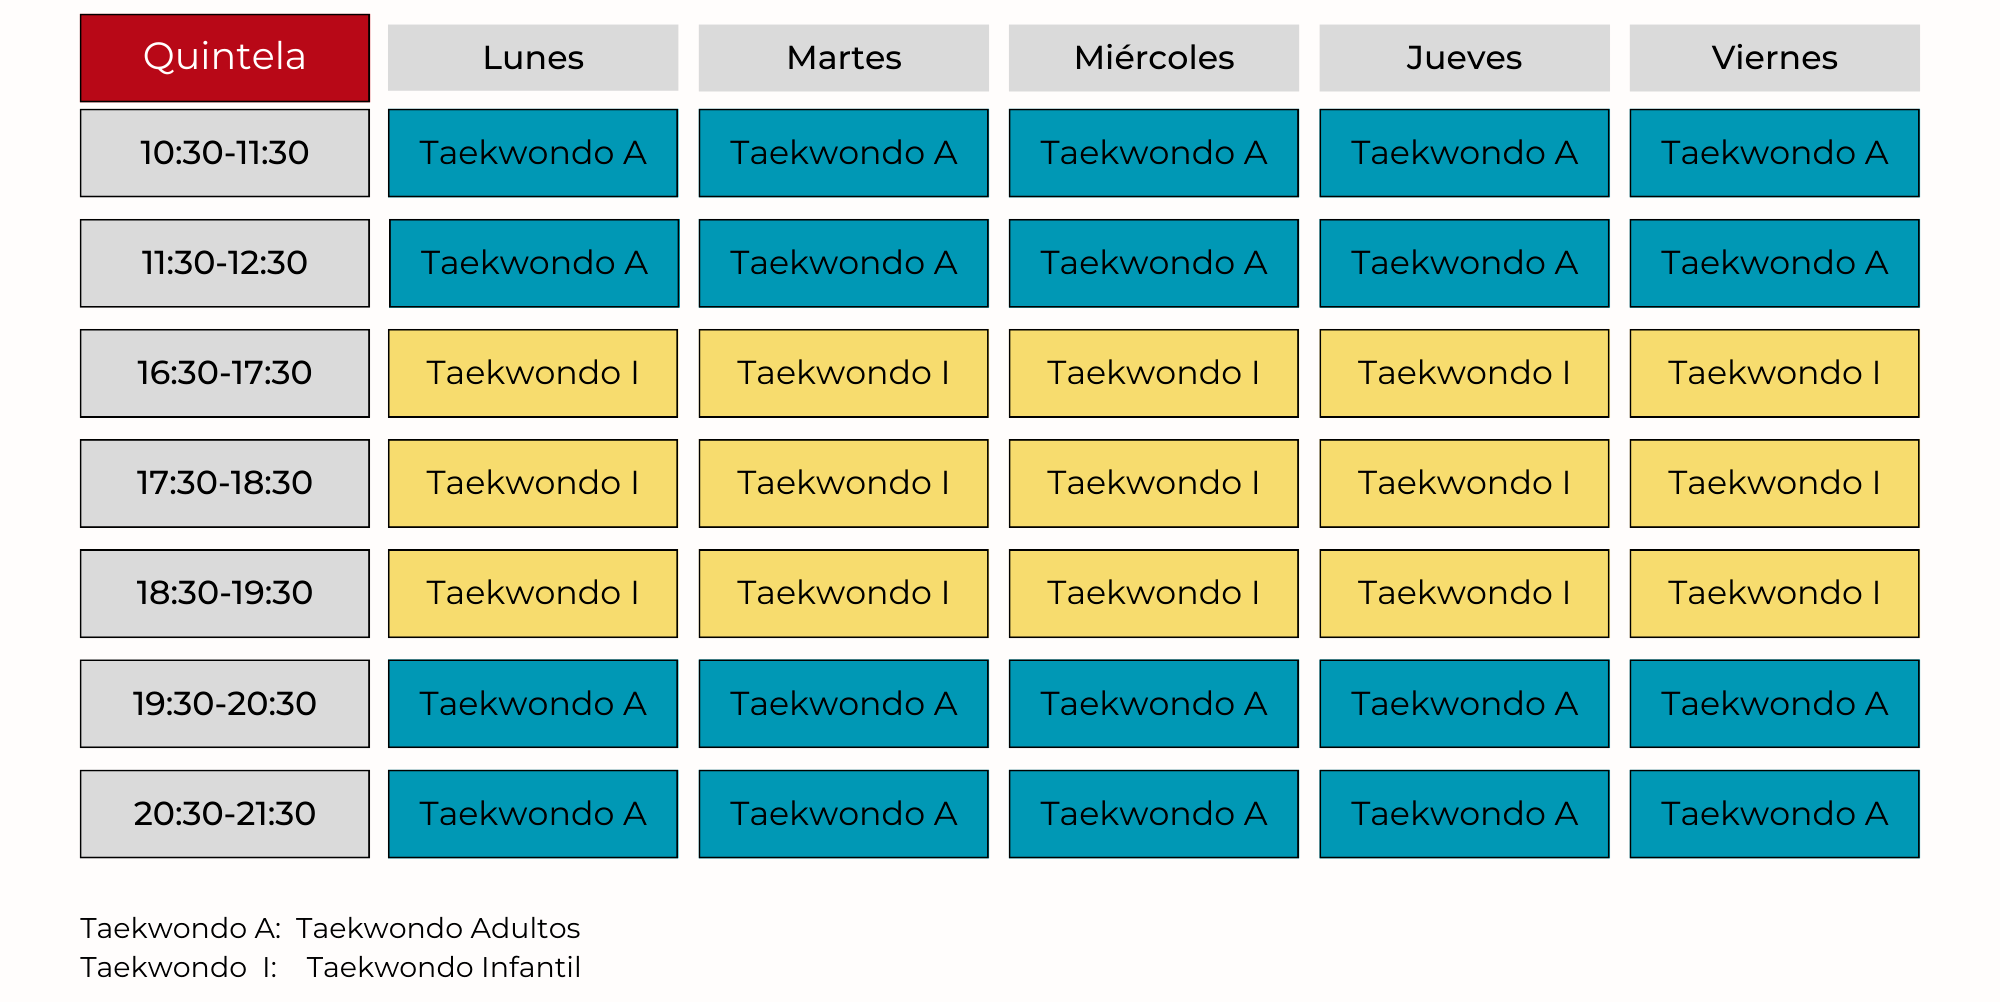 Quintela Lunes Martes Miércoles Jueves Viernes
10:30-11:30 Taekwondo A Taekwondo A Taekwondo A Taekwondo A Taekwondo A
11:30-12:30 Taekwondo A Taekwondo A Taekwondo A Taekwondo A Taekwondo A
16:30-17:30 Taekwondo I Taekwondo I Taekwondo I Taekwondo I Taekwondo I
17:30-18:30 Taekwondo I Taekwondo I Taekwondo I Taekwondo I Taekwondo I
18:30-19:30 Taekwondo I Taekwondo I Taekwondo I Taekwondo I Taekwondo I
19:30-20:30 Taekwondo A Taekwondo A Taekwondo A Taekwondo A Taekwondo A
20:30-21:30 Taekwondo A Taekwondo A Taekwondo A Taekwondo A Taekwondo A
Taekwondo A: Taekwondo Adultos
Taekwondo I: Taekwondo Infantil